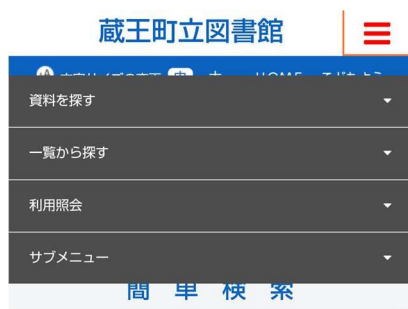 蔵王町立図書館
資料を探す
一覧から探す
利用照会
サブメニュー
簡単検索